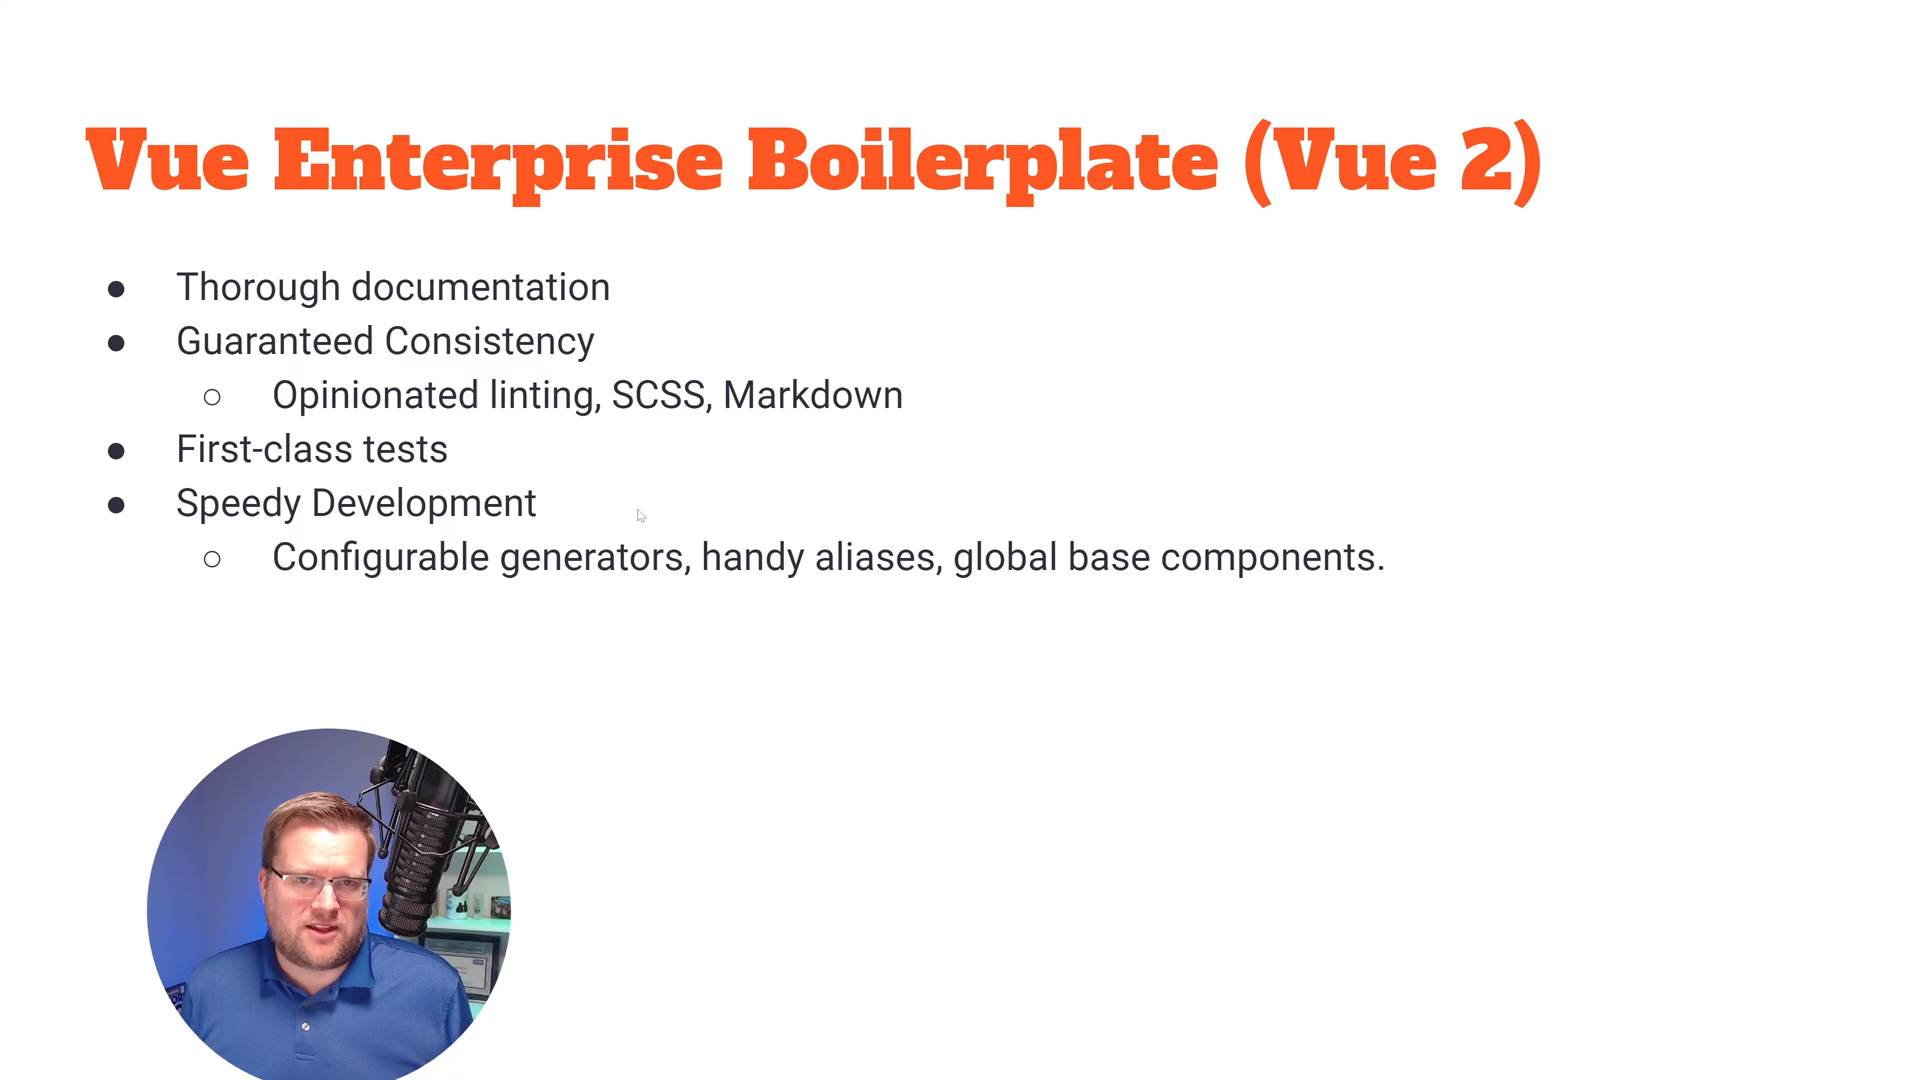 Vue Enterprise Boilerplate (Vue 2)
● Thorough documentation
● Guaranteed Consistency
○ Opinionated linting, SCSS, Markdown
● First-class tests
● Speedy Development
○ Configurable generators, handy aliases, global base components.